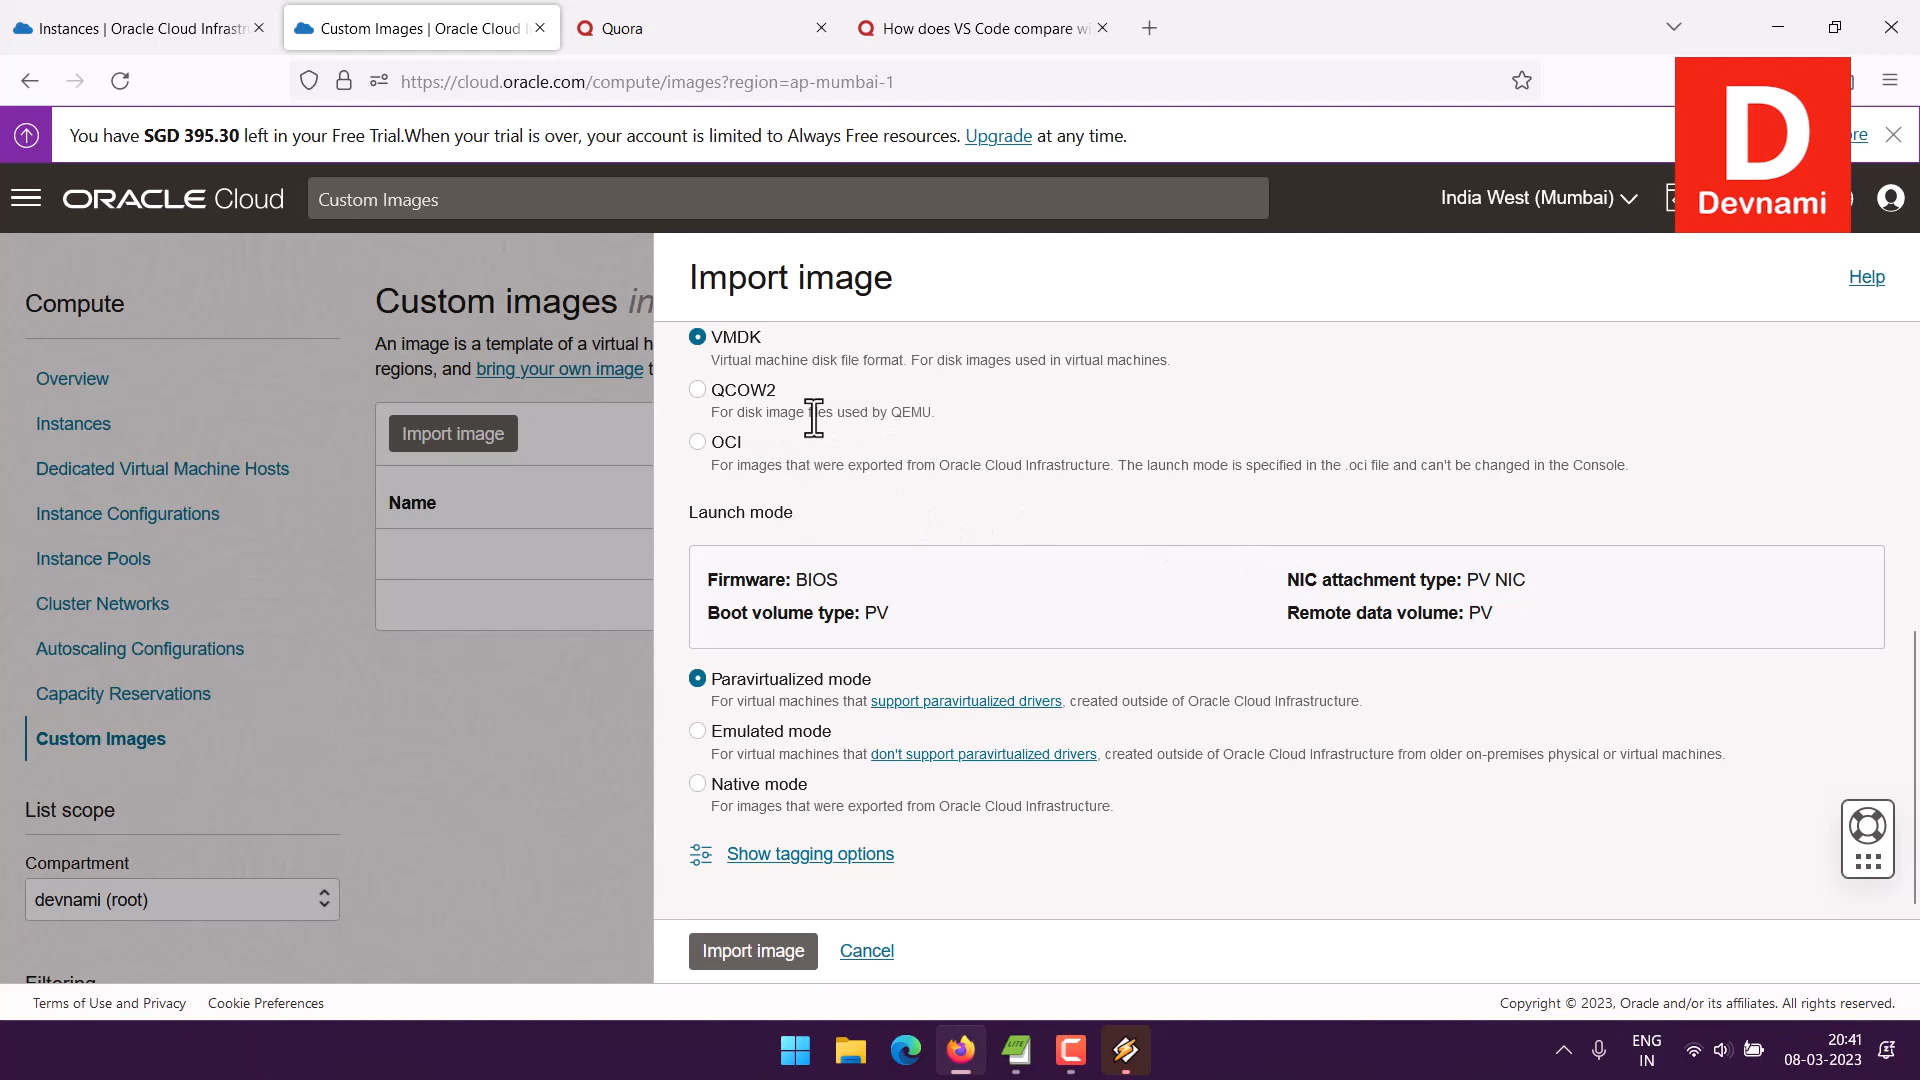 Instances | Oracle Cloud Infrastr
Custom Images | Oracle Cloud I
Quora
How does VS Code compare wi
https://cloud.oracle.com/compute/images?region=ap-mumbai-1
You have SGD 395.30 left in your Free Trial.When your trial is over, your account is limited to Always Free resources. Upgrade at any time.
D
Devnami
ORACLE Cloud
Custom Images
India West (Mumbai)
Import image
Help
Compute
Overview
Instances
Dedicated Virtual Machine Hosts
Instance Configurations
Instance Pools
Cluster Networks
Autoscaling Configurations
Capacity Reservations
Custom Images
List scope
Compartment
devnami (root)
Filtering
Custom images in
An image is a template of a virtual h
regions, and bring your own image t
Import image
Name
VMDK
Virtual machine disk file format. For disk images used in virtual machines.
QCOW2
For disk image files used by QEMU.
OCI
For images that were exported from Oracle Cloud Infrastructure. The launch mode is specified in the .oci file and can't be changed in the Console.
Launch mode
Firmware: BIOS
NIC attachment type: PV NIC
Boot volume type: PV
Remote data volume: PV
Paravirtualized mode
For virtual machines that support paravirtualized drivers, created outside of Oracle Cloud Infrastructure.
Emulated mode
For virtual machines that don't support paravirtualized drivers, created outside of Oracle Cloud Infrastructure from older on-premises physical or virtual machines.
Native mode
For images that were exported from Oracle Cloud Infrastructure.
Show tagging options
Import image
Cancel
Terms of Use and Privacy
Cookie Preferences
Copyright © 2023, Oracle and/or its affiliates. All rights reserved.
LITE
ENG
IN
20:41
08-03-2023